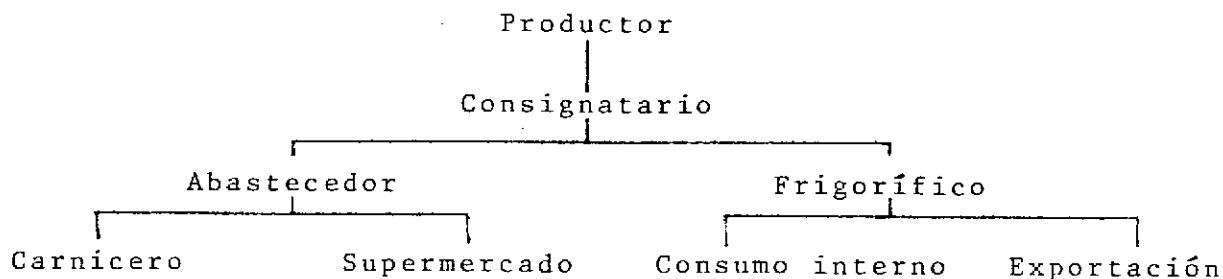 Productor
Consignatario
Abastecedor Frigorífico
Carnicero Supermercado Consumo interno Exportación